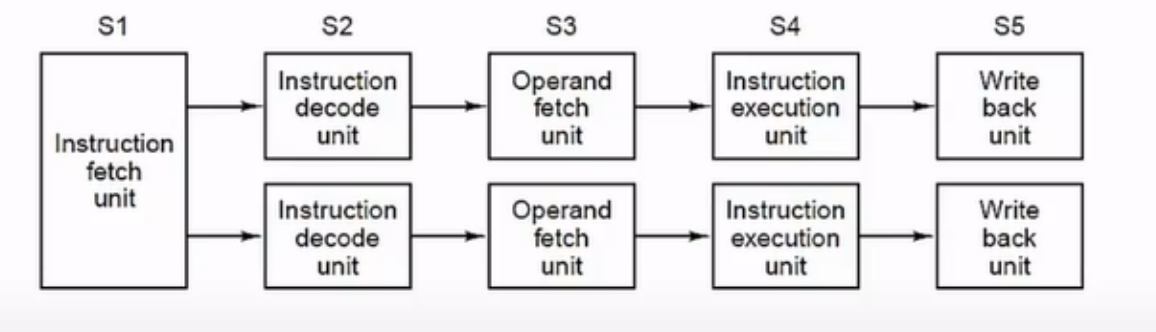 S1
S2
S3
S4
S5
Instruction
fetch
unit
Instruction
decode
unit
Operand
fetch
unit
Instruction
execution
unit
Write
back
unit
Instruction
decode
unit
Operand
fetch
unit
Instruction
execution
unit
Write
back
unit